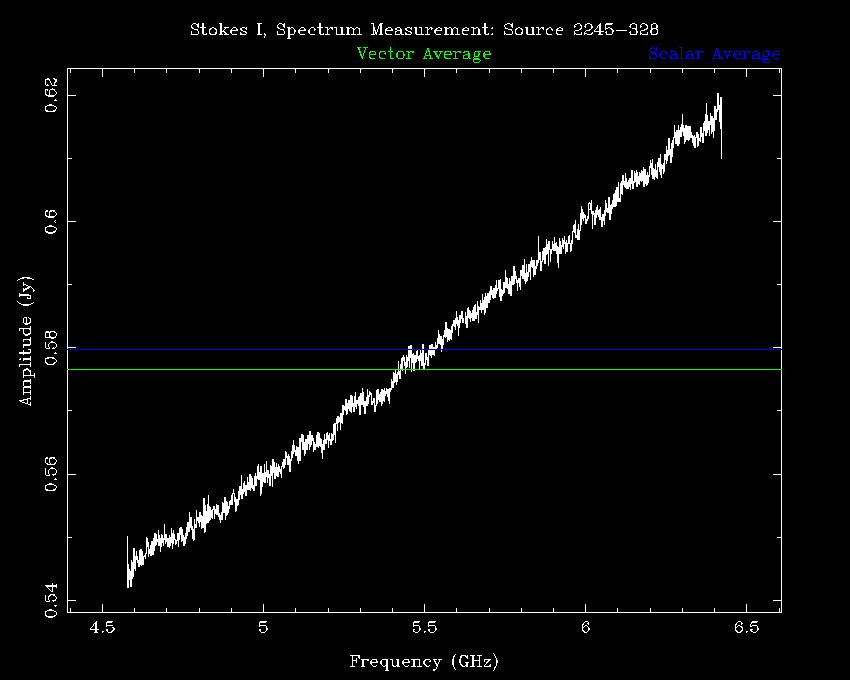 Stokes I, Spectrum Measurement: Source 2245−328
Vector Average
Scalar Average
0.62
0.6
0.58
0.56
0.54
Amplitude (Jy)
4.5 5 5.5 6 6.5
Frequency (GHz)